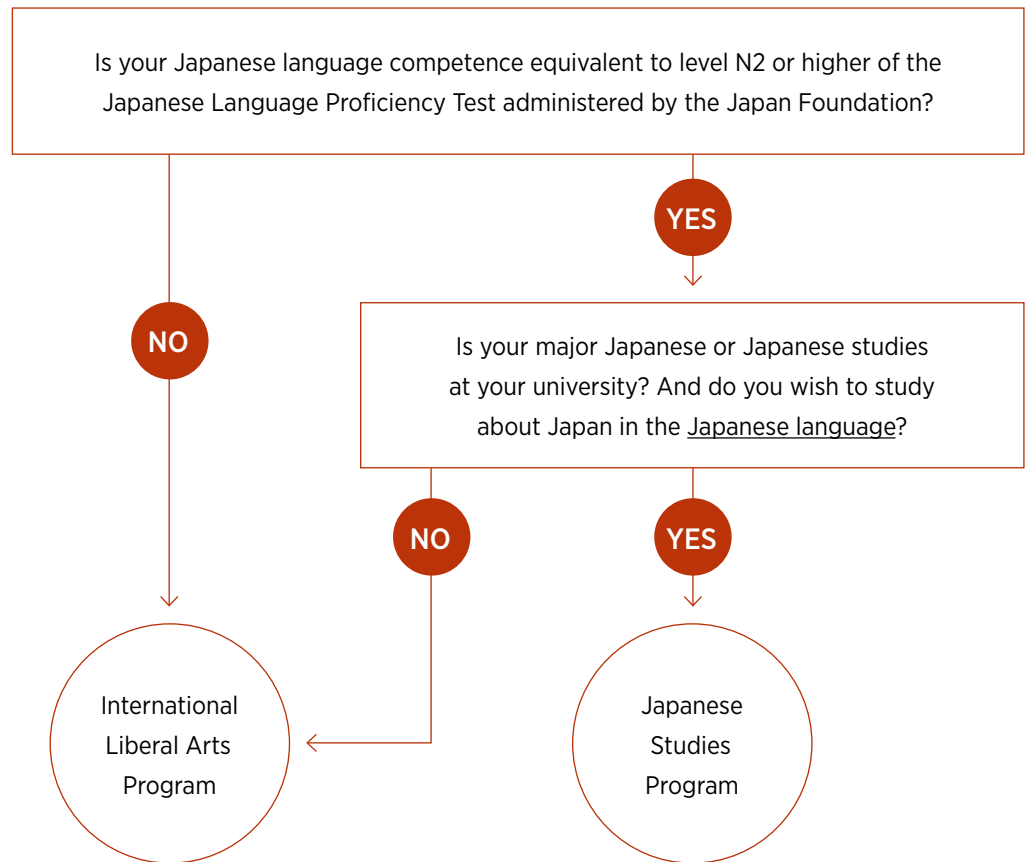 Is your Japanese language competence equivalent to level N2 or higher of the
Japanese Language Proficiency Test administered by the Japan Foundation?
YES
NO
Is your major Japanese or Japanese studies
at your university? And do you wish to study
about Japan in the Japanese language?
NO
YES
International
Liberal Arts
Program
Japanese
Studies
Program